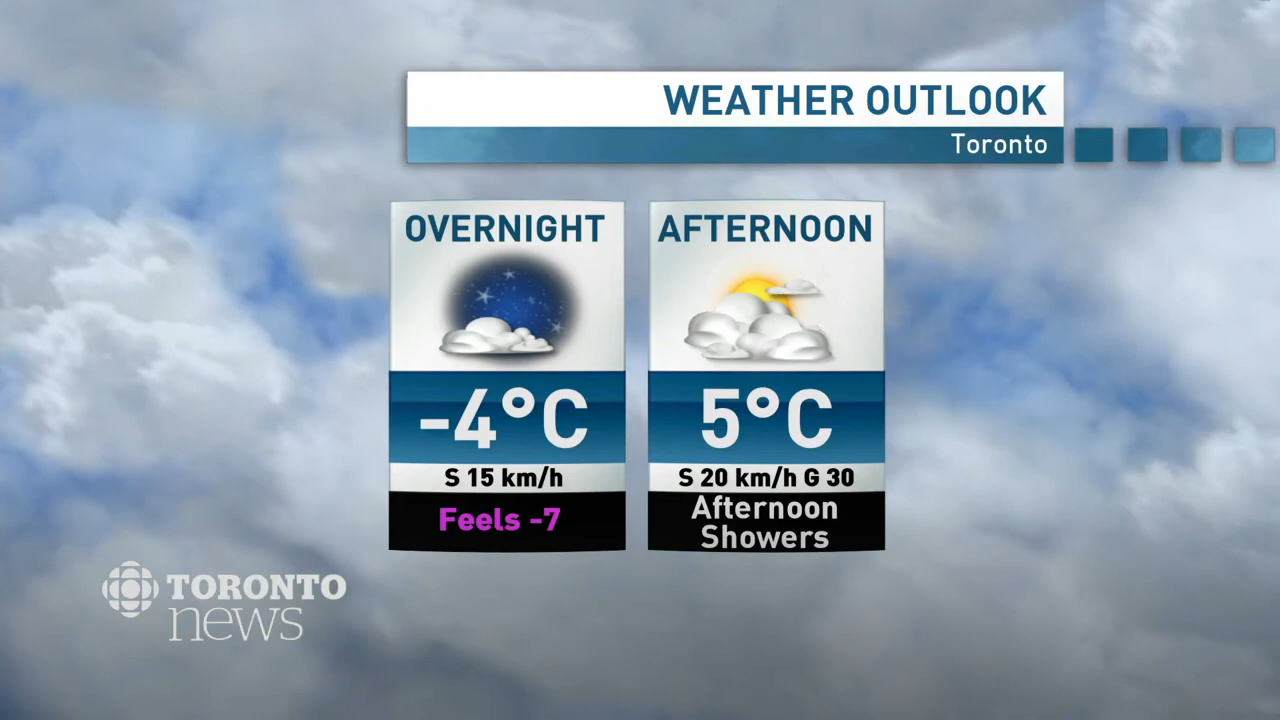 WEATHER OUTLOOK
Toronto
OVERNIGHT
-4°C
S 15 km/h
Feels -7
AFTERNOON
5°C
S 20 km/h G 30
Afternoon
Showers
TORONTO
news